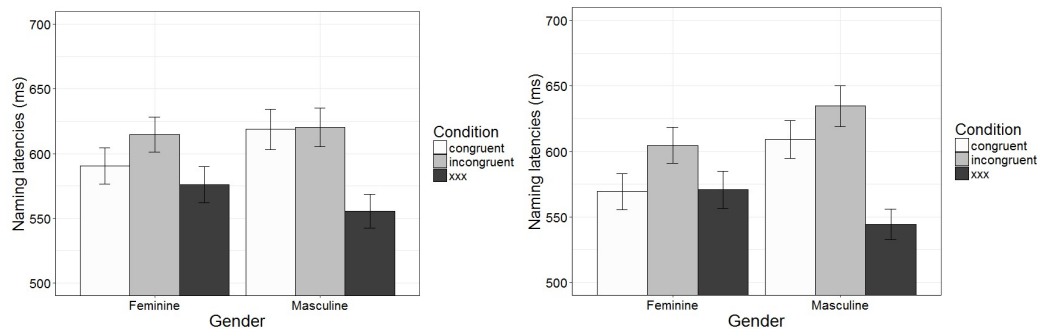 700
650
600
550
500
Naming latencies (ms)
Feminine
Masculine
Gender
Condition
congruent
incongruent
xxx
700
650
600
550
500
Naming latencies (ms)
Feminine
Masculine
Gender
Condition
congruent
incongruent
xxx